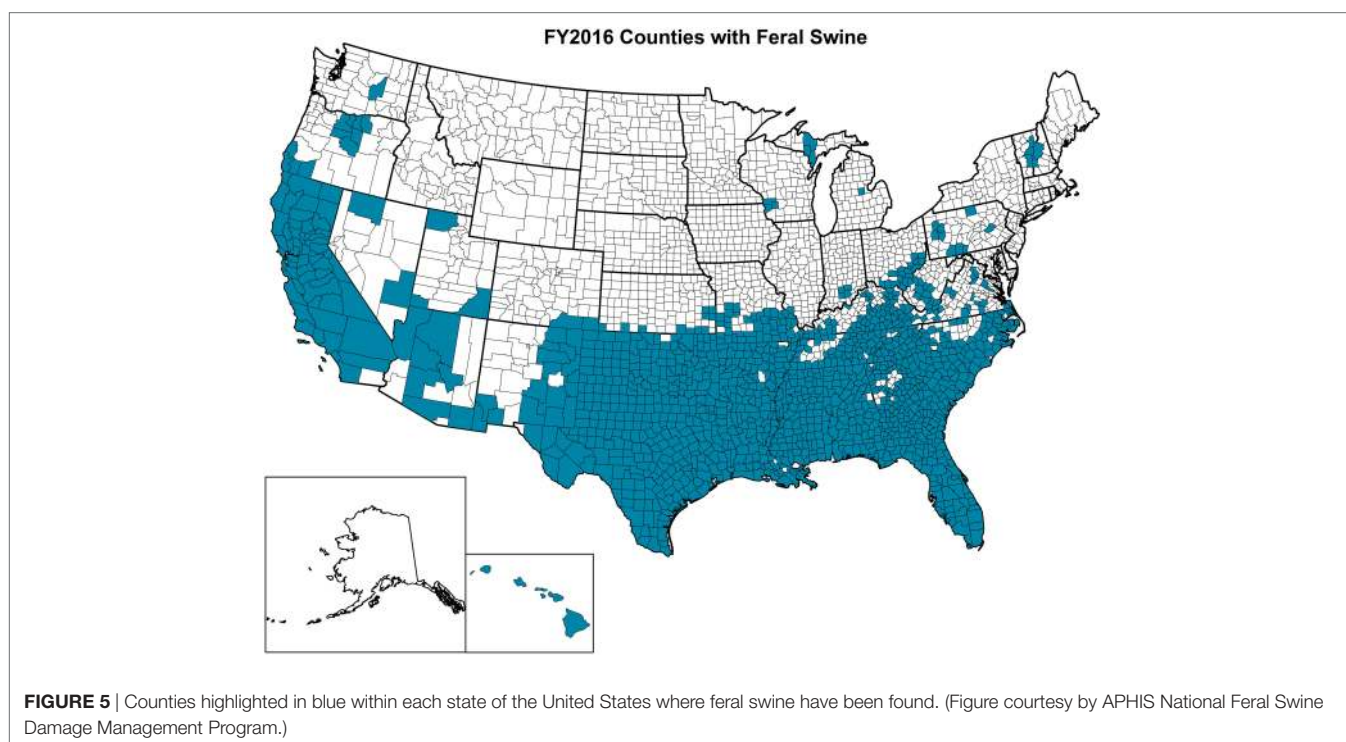 FY2016 Counties with Feral Swine
FIGURE 5 | Counties highlighted in blue within each state of the United States where feral swine have been found. (Figure courtesy by APHIS National Feral Swine
Damage Management Program.)